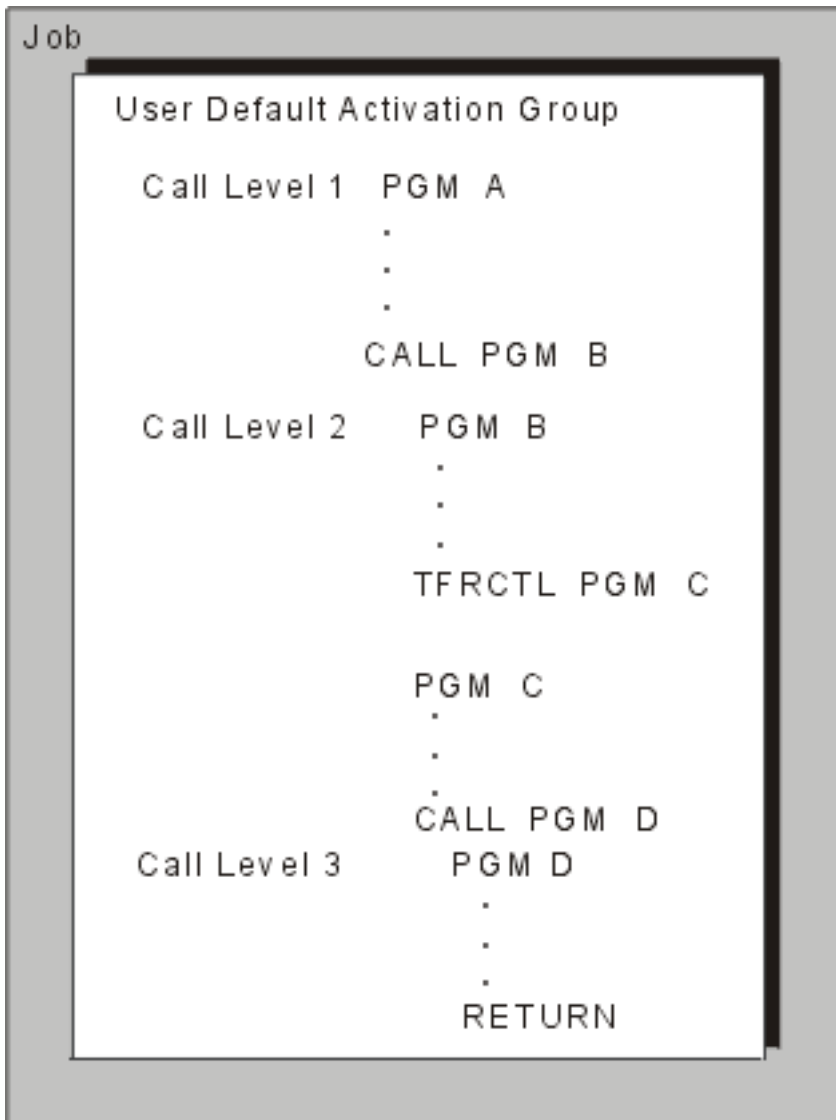 Job
User Default Activation Group
Call Level 1 PGM A
.
.
.
CALL PGM B
Call Level 2 PGM B
.
.
.
TFRCTL PGM C
PGM C
.
.
.
CALL PGM D
Call Level 3 PGM D
.
.
.
RETURN